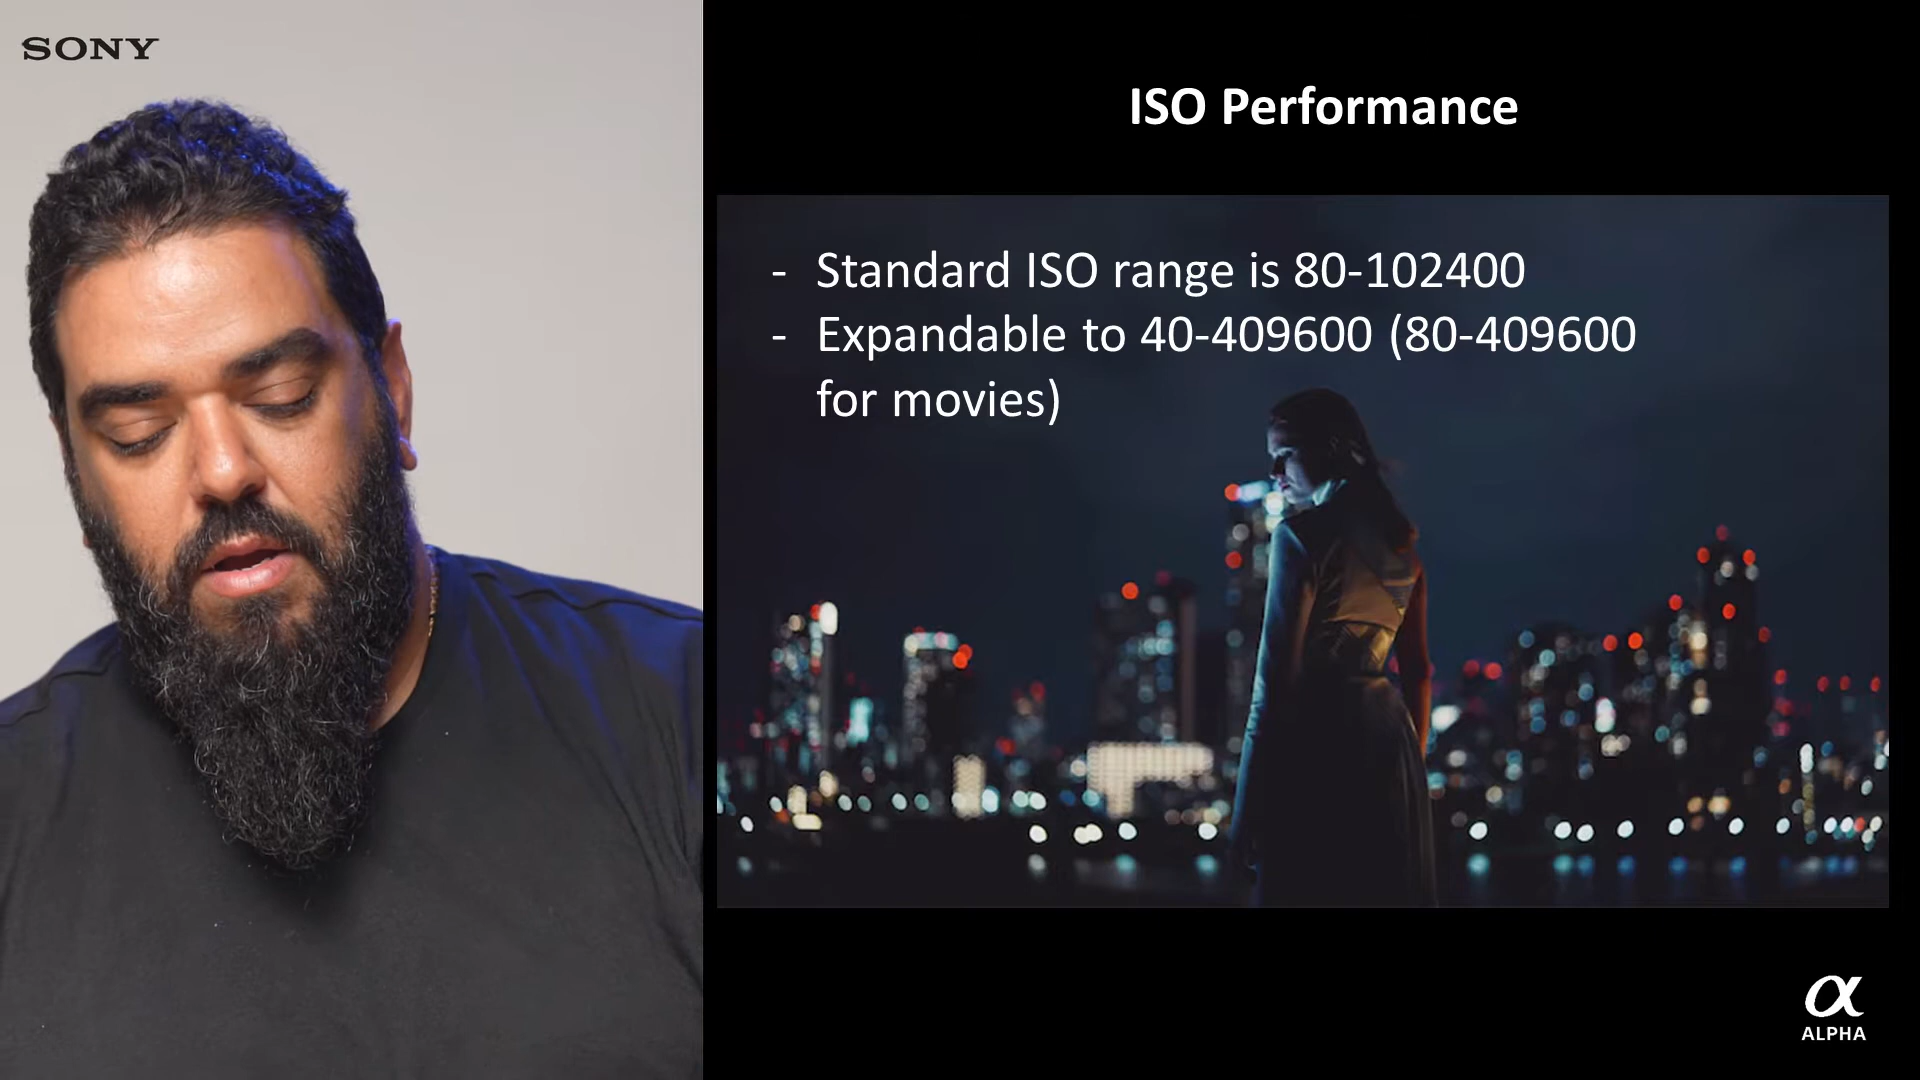 SONY
ISO Performance
- Standard ISO range is 80-102400
- Expandable to 40-409600 (80-409600
for movies)
α
ALPHA